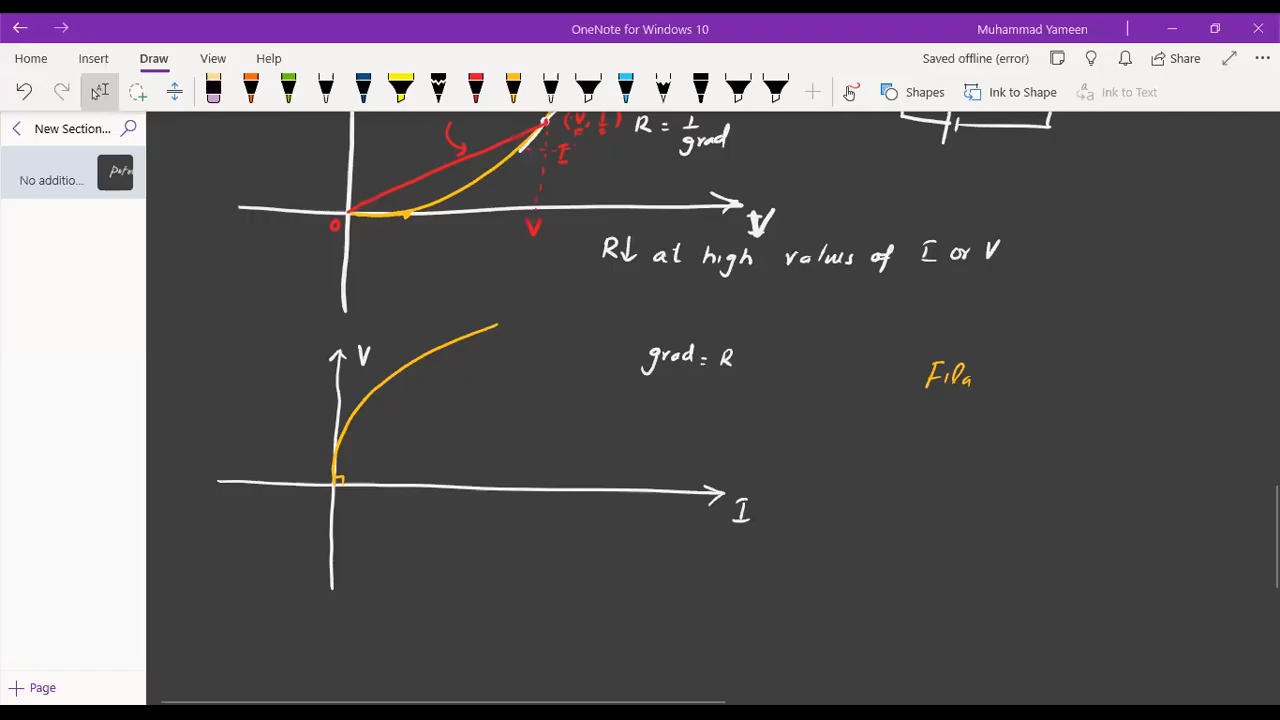 OneNote for Windows 10
Muhammad Yameen
Home Insert Draw View Help
Saved offline (error)
Share
Shapes
Ink to Shape
Ink to Text
New Section...
No additio...
R = 1/grad
I
O
V
V
R↓ at high values of I or V
V
grad = R
Fila
I
Page